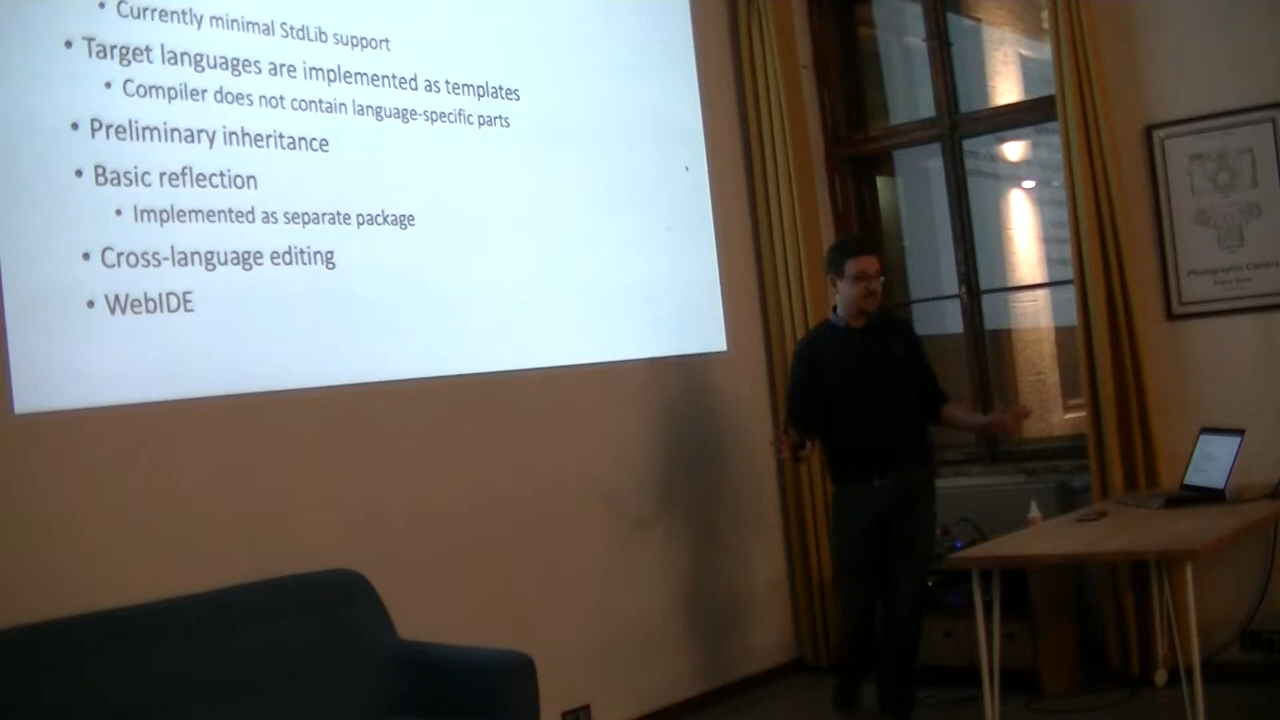 • Currently minimal StdLib support
• Target languages are implemented as templates
• Compiler does not contain language-specific parts
• Preliminary inheritance
• Basic reflection
• Implemented as separate package
• Cross-language editing
• WebIDE
Photographic Camera